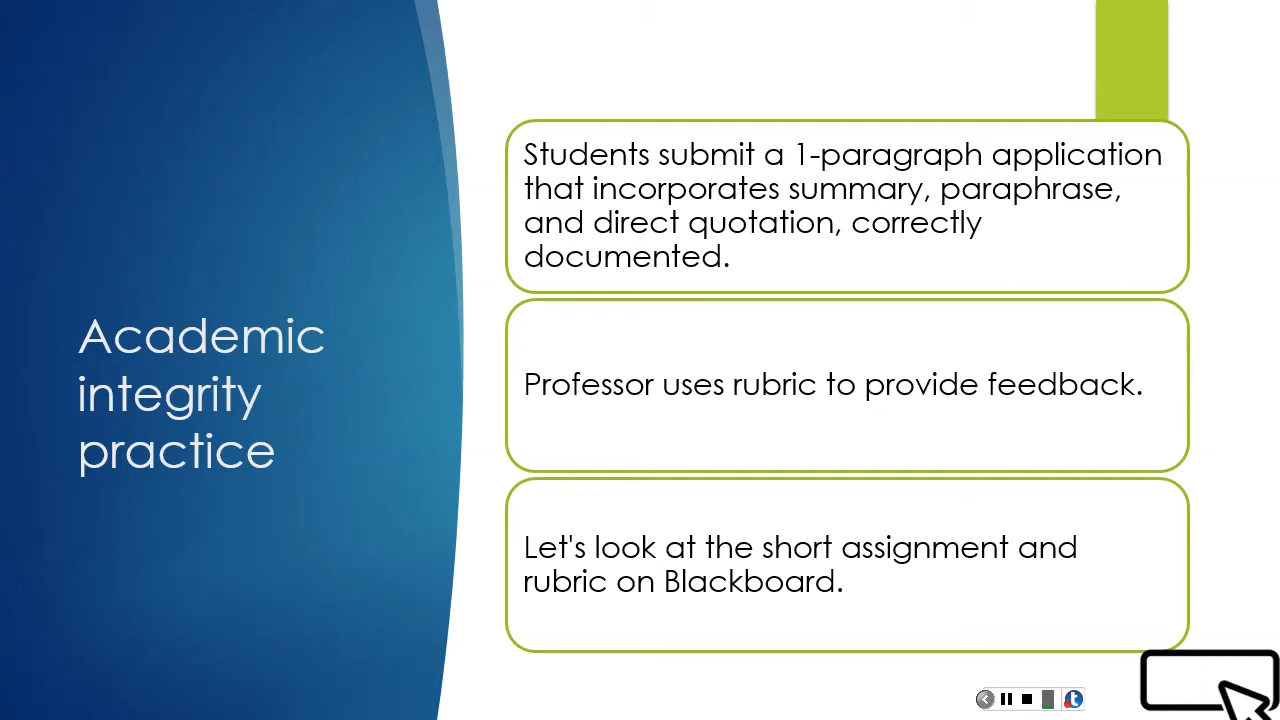 Academic
integrity
practice
Students submit a 1-paragraph application
that incorporates summary, paraphrase,
and direct quotation, correctly
documented.
Professor uses rubric to provide feedback.
Let's look at the short assignment and
rubric on Blackboard.
t